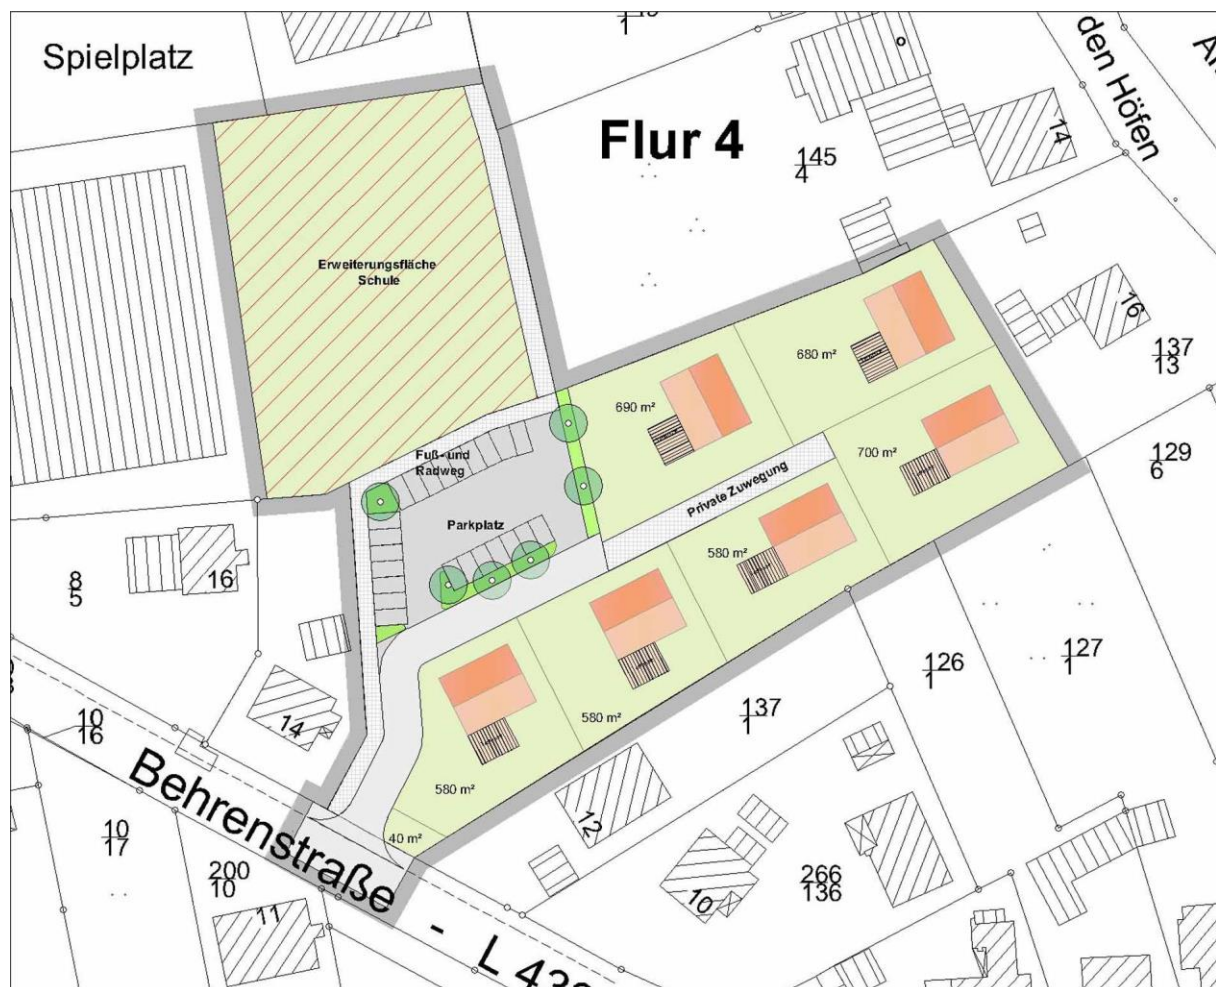 Spielplatz
den Höfen
Flur 4
145
4
14
Erweiterungsfläche
Schule
16
137
13
680 m²
690 m²
129
6
700 m²
Fuß- und
Radweg
Private Zuwegung
Parkplatz
580 m²
8
5
16
126
1
127
1
580 m²
137
1
14
10
16
580 m²
12
40 m²
Behrenstraße - L 43
10
17
200
10
11
10
266
136